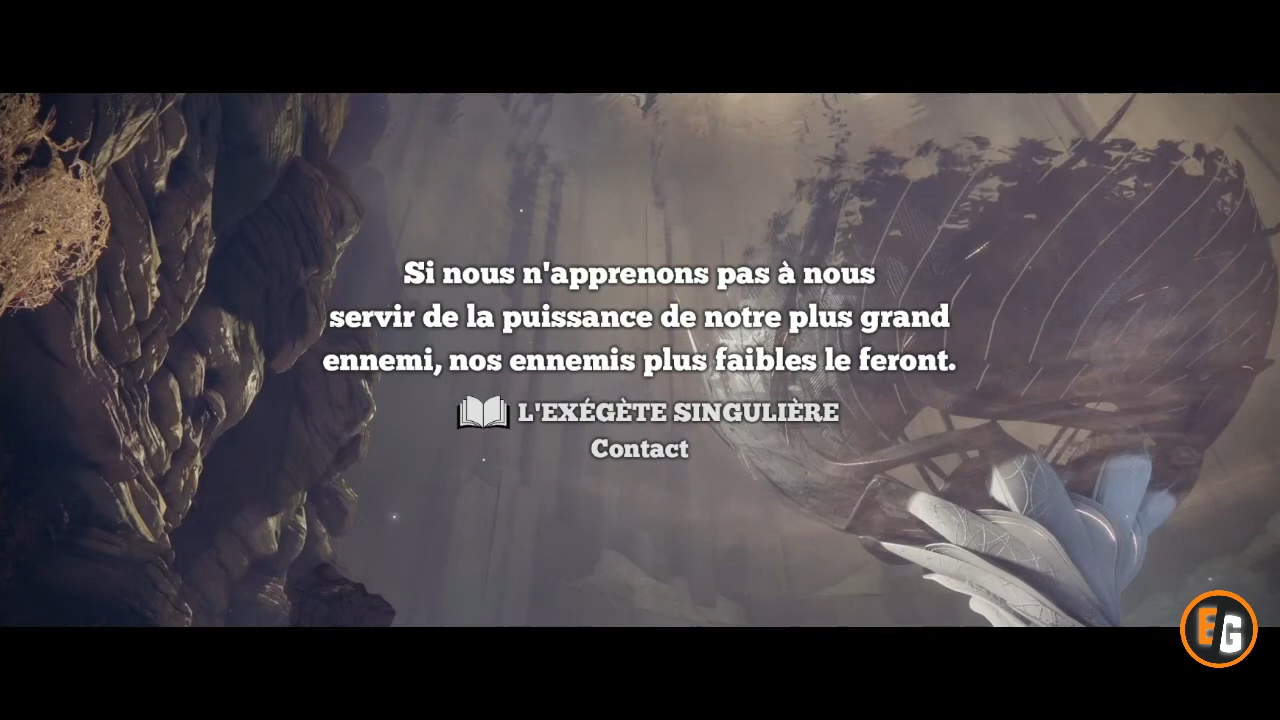 Si nous n'apprenons pas à nous
servir de la puissance de notre plus grand
ennemi, nos ennemis plus faibles le feront.
L'EXÉGÈTE SINGULIÈRE
Contact
EG